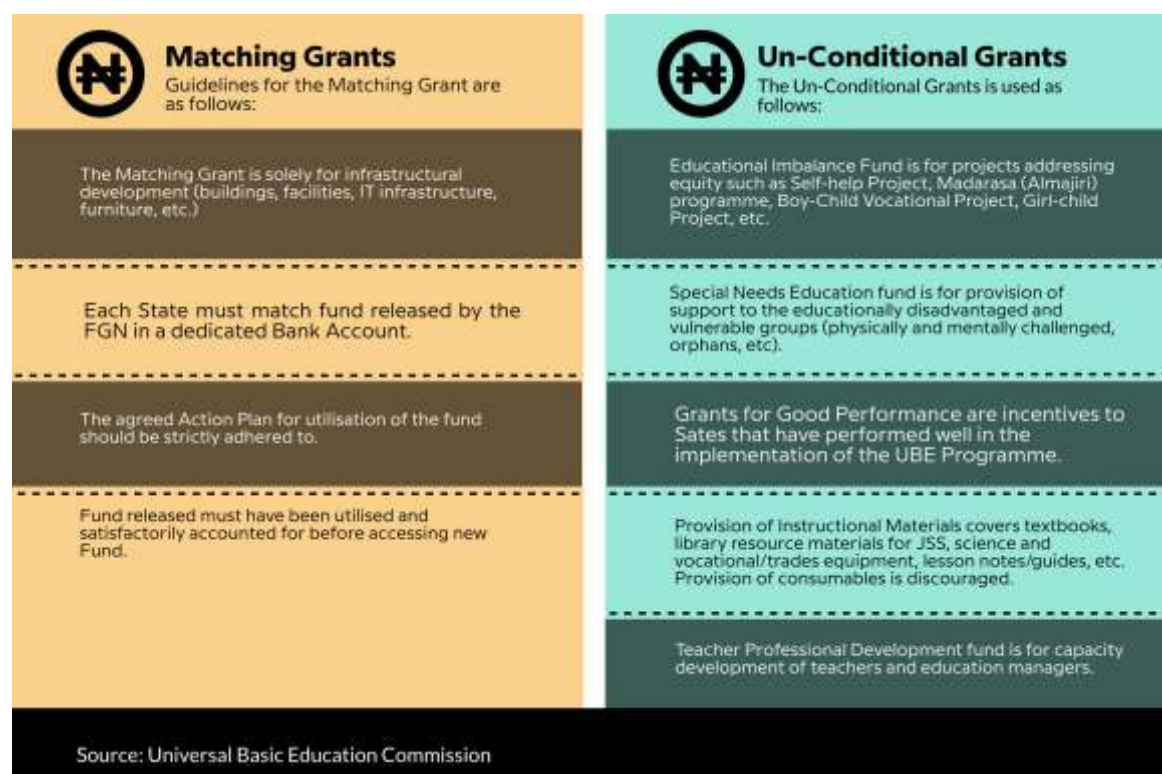 Matching Grants
Guidelines for the Matching Grant are
as follows:
The Matching Grant is solely for infrastructural
development (buildings, facilities, IT infrastructure,
furniture, etc.)
Each State must match fund released by the
FGN in a dedicated Bank Account.
The agreed Action Plan for utilisation of the fund
should be strictly adhered to.
Fund released must have been utilised and
satisfactorily accounted for before accessing new
Fund.
Un-Conditional Grants
The Un-Conditional Grants is used as
follows:
Educational Imbalance Fund is for projects addressing
equity such as Self-help Project, Madarasa (Almajiri)
programme, Boy-Child Vocational Project, Girl-child
Project, etc.
Special Needs Education fund is for provision of
support to the educationally disadvantaged and
vulnerable groups (physically and mentally challenged,
orphans, etc).
Grants for Good Performance are incentives to
Sates that have performed well in the
implementation of the UBE Programme.
Provision of Instructional Materials covers textbooks,
library resource materials for JSS, science and
vocational/trades equipment, lesson notes/guides, etc.
Provision of consumables is discouraged.
Teacher Professional Development fund is for capacity
development of teachers and education managers.
Source: Universal Basic Education Commission